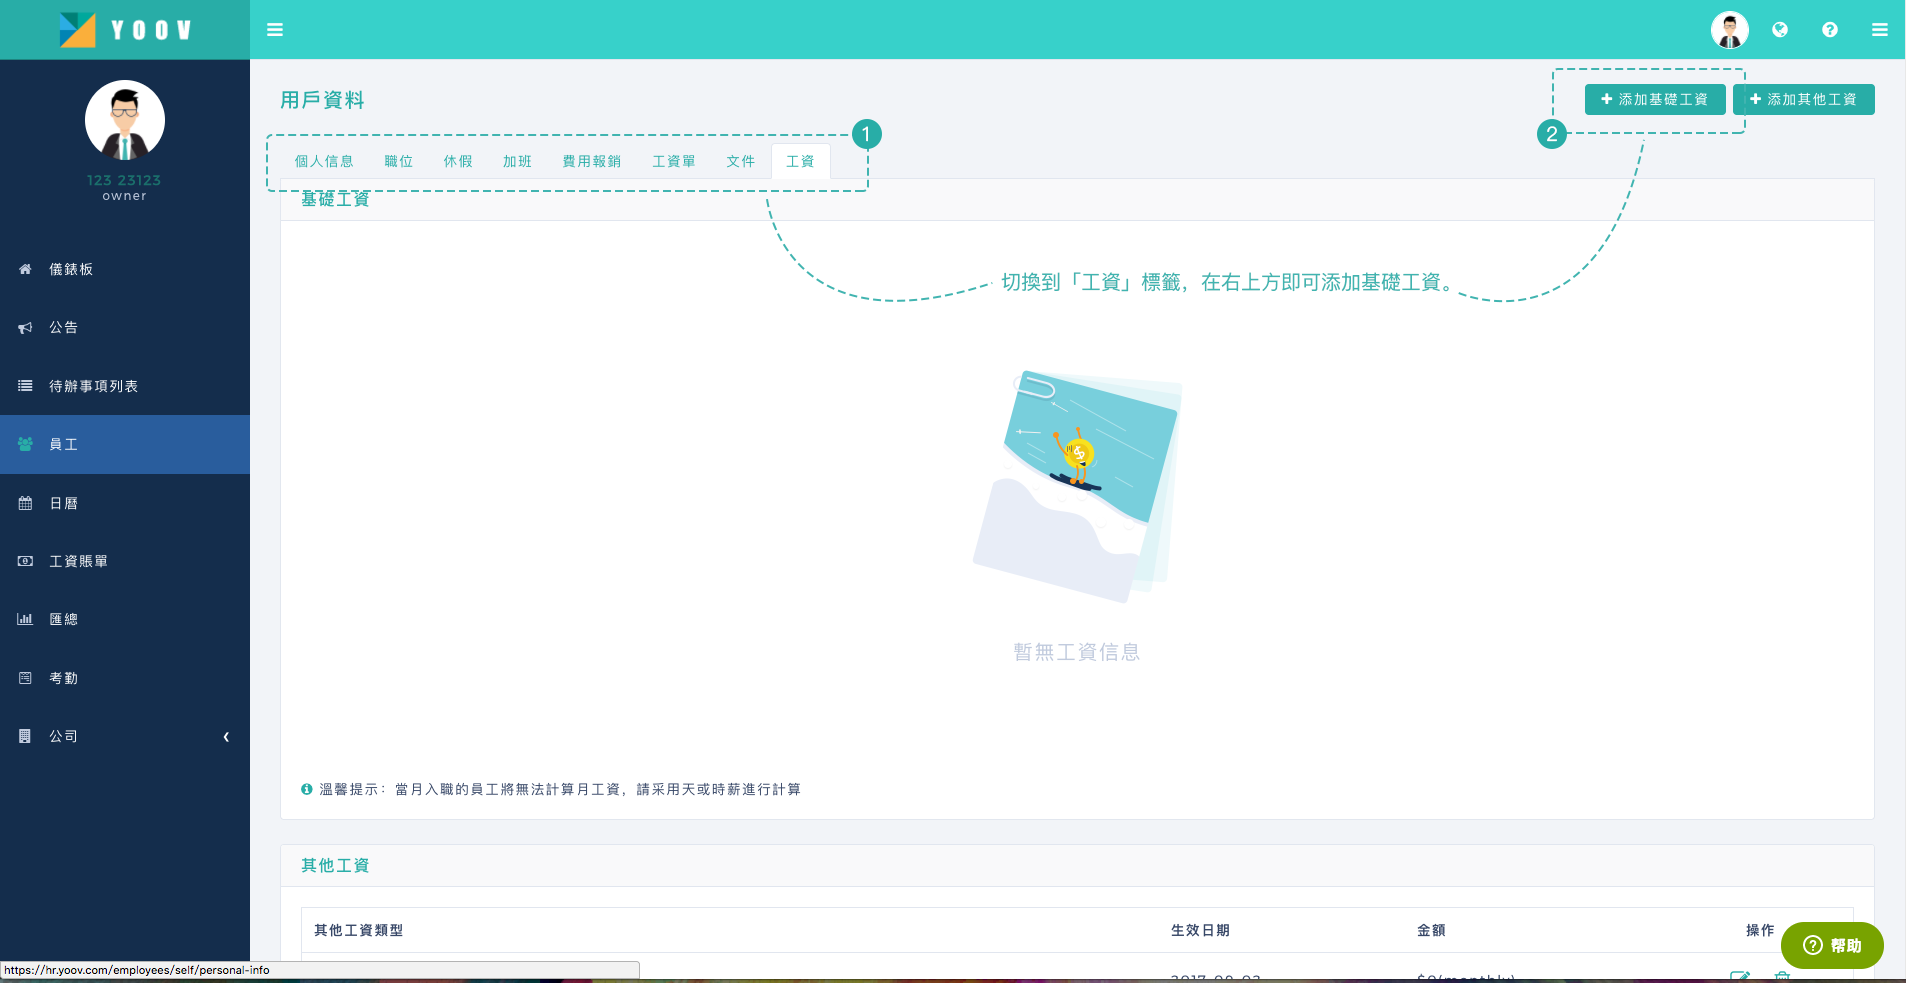 YOOV
123 23123
owner
儀錶板
公告
待辦事項列表
員工
日曆
工資賬單
匯總
考勤
公司
https://hr.yoov.com/employees/self/personal-info
用戶資料
添加基礎工資
添加其他工資
1
2
個人信息 職位 休假 加班 費用報銷 工資單 文件 工資
基礎工資
切換到「工資」標籤，在右上方即可添加基礎工資。
暫無工資信息
溫馨提示：當月入職的員工將無法計算月工資，請采用天或時薪進行計算
其他工資
其他工資類型 生效日期 金額 操作
2017-09-02 $0(monthly)
帮助